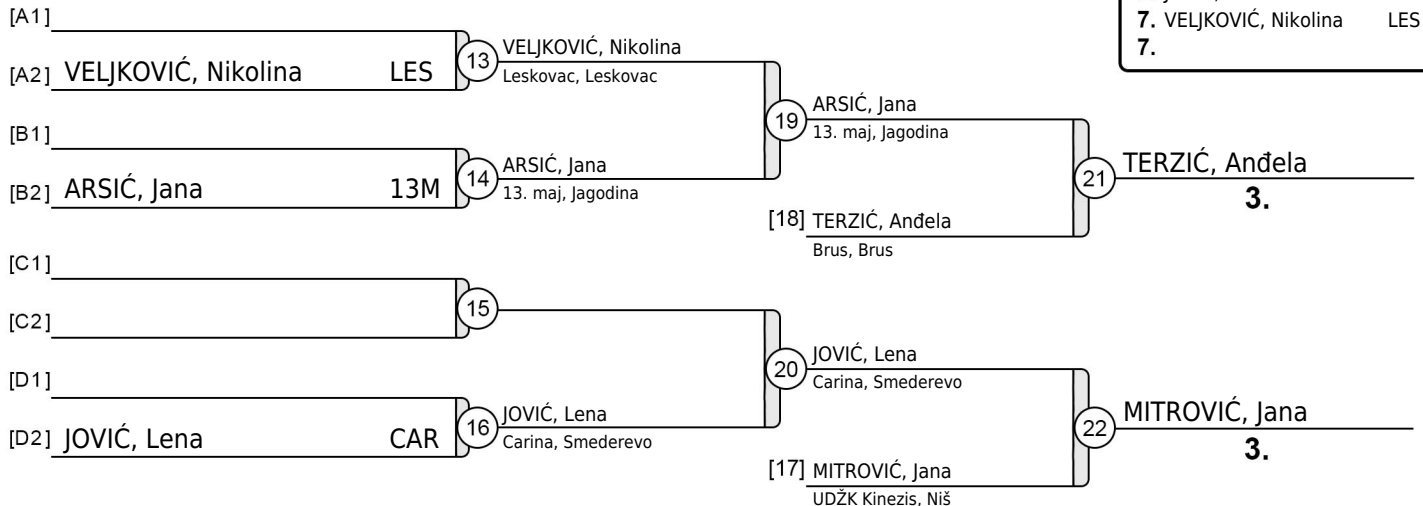 [A1]
[A2] VELJKOVIĆ, Nikolina LES
13
VELJKOVIĆ, Nikolina
Leskovac, Leskovac
[B1]
[B2] ARSIĆ, Jana 13M
14
ARSIĆ, Jana
13. maj, Jagodina
19
ARSIĆ, Jana
13. maj, Jagodina
[18] TERZIĆ, Anđela
Brus, Brus
21
TERZIĆ, Anđela
3.
[C1]
[C2]
15
[D1]
[D2] JOVIĆ, Lena CAR
16
JOVIĆ, Lena
Carina, Smederevo
20
JOVIĆ, Lena
Carina, Smederevo
[17] MITROVIĆ, Jana
UDŽK Kinezis, Niš
22
MITROVIĆ, Jana
3.
7. VELJKOVIĆ, Nikolina LES
7.